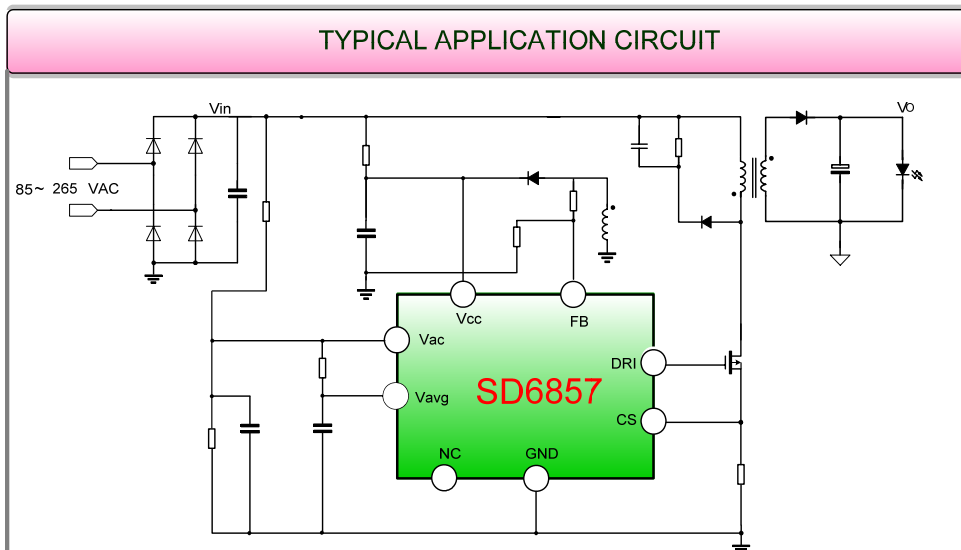 TYPICAL APPLICATION CIRCUIT
Vin
VO
85~ 265 VAC
Vcc
FB
Vac
DRI
Vavg
SD6857
CS
NC
GND